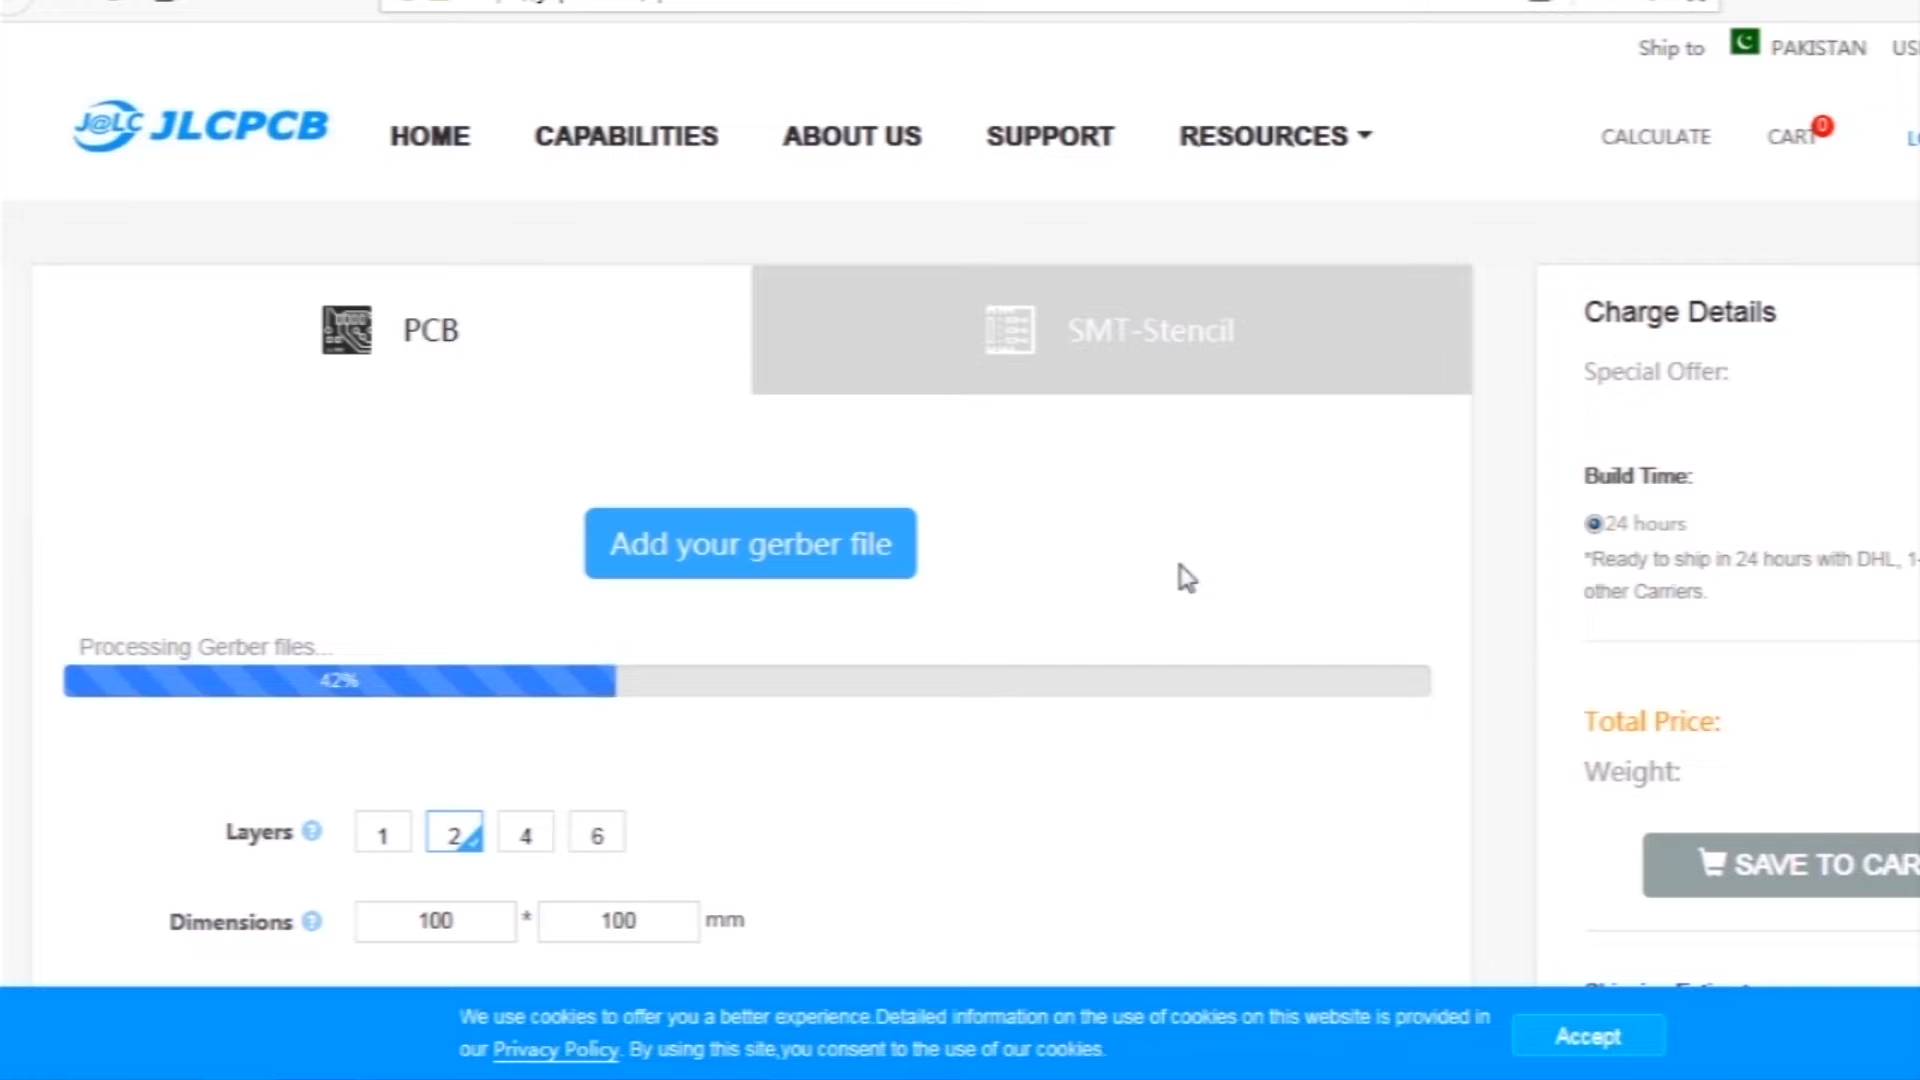 Ship to PAKISTAN
J@LC JLCPCB HOME CAPABILITIES ABOUT US SUPPORT RESOURCES CALCULATE CART 0
PCB SMT-Stencil
Charge Details
Special Offer:
Build Time:
24 hours
*Ready to ship in 24 hours with DHL,
other Carriers.
Add your gerber file
Processing Gerber files...
42%
Total Price:
Weight:
Layers ? 1 2 4 6
SAVE TO CAR
Dimensions ? 100 * 100 mm
We use cookies to offer you a better experience.Detailed information on the use of cookies on this website is provided in
our Privacy Policy. By using this site,you consent to the use of our cookies.
Accept